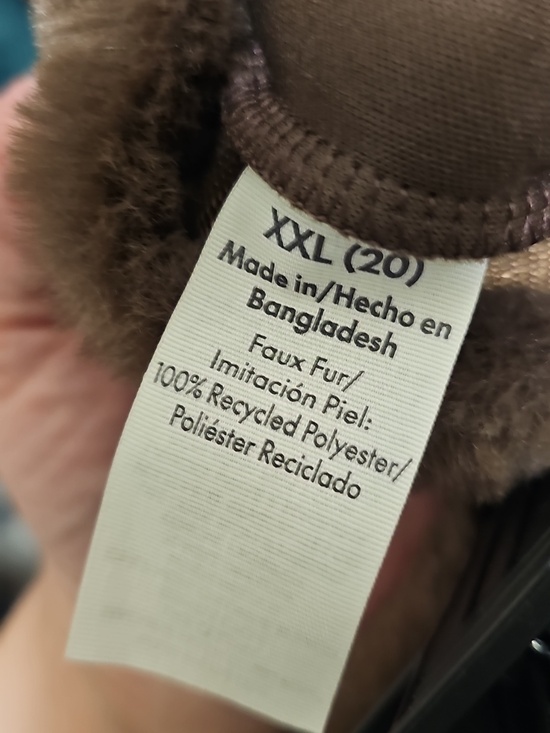 XXL (20)
Made in/Hecho en
Bangladesh
Faux Fur/
Imitación Piel:
100% Recycled Polyester/
Poliéster Reciclado